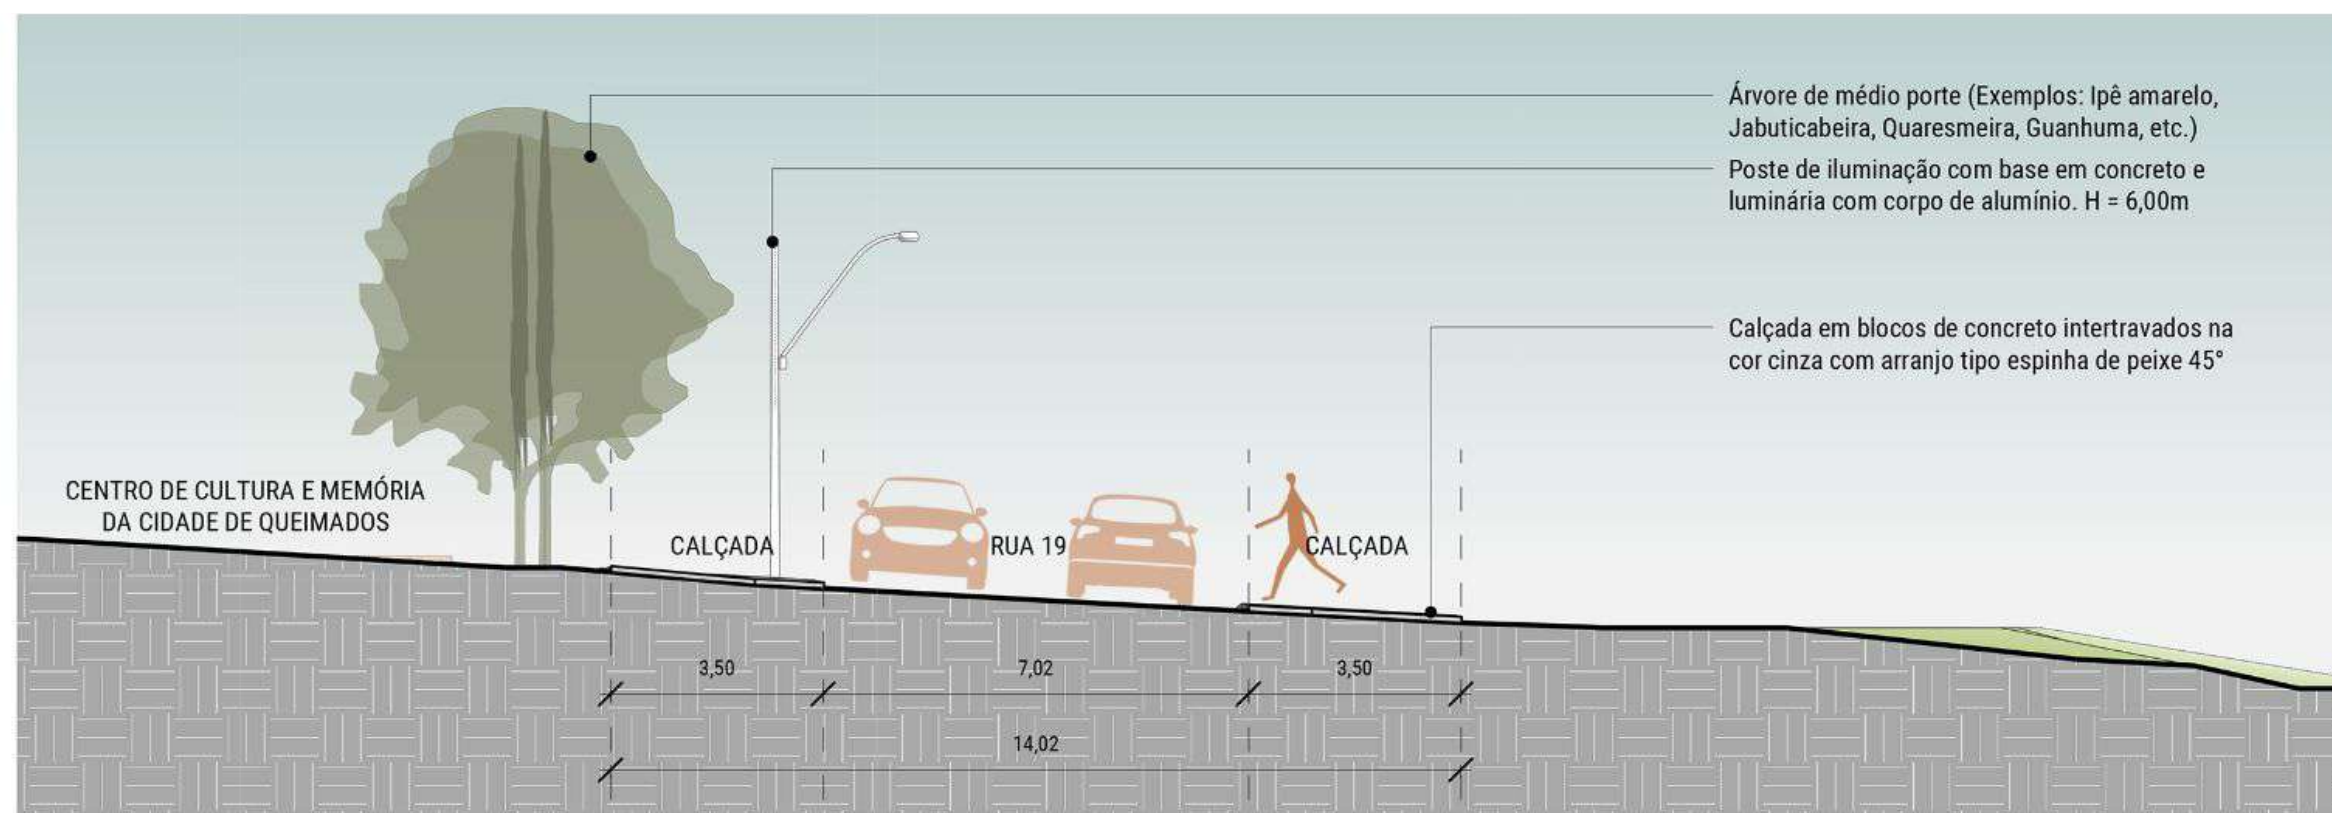 Árvore de médio porte (Exemplos: Ipê amarelo,
Jabuticabeira, Quaresmeira, Guanhuma, etc.)
Poste de iluminação com base em concreto e
luminária com corpo de alumínio. H = 6,00m
Calçada em blocos de concreto intertravados na
cor cinza com arranjo tipo espinha de peixe 45°
CENTRO DE CULTURA E MEMÓRIA
DA CIDADE DE QUEIMADOS
CALÇADA
RUA 19
CALÇADA
3,50
7,02
3,50
14,02